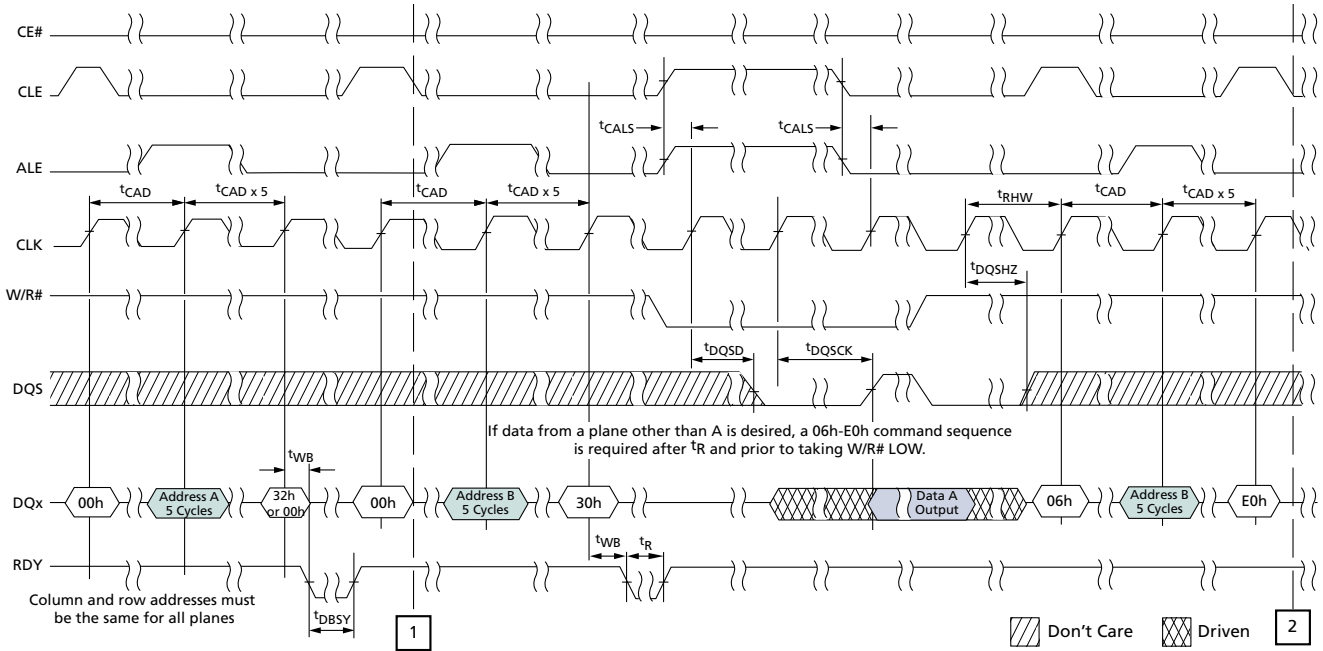 CE#
CLE
tCALS
tCALS
ALE
tCAD
tCAD x 5
tCAD
tCAD x 5
tRHW
tCAD
tCAD x 5
CLK
tDQSHZ
W/R#
tDQSD
tDQSCK
DQS
If data from a plane other than A is desired, a 06h-E0h command sequence
is required after tR and prior to taking W/R# LOW.
tWB
DQx
00h
Address A
5 Cycles
32h
or 00h
00h
Address B
5 Cycles
30h
Data A
Output
06h
Address B
5 Cycles
E0h
tWB
tR
RDY
Column and row addresses must
be the same for all planes
tDBSY
1
Don't Care
Driven
2